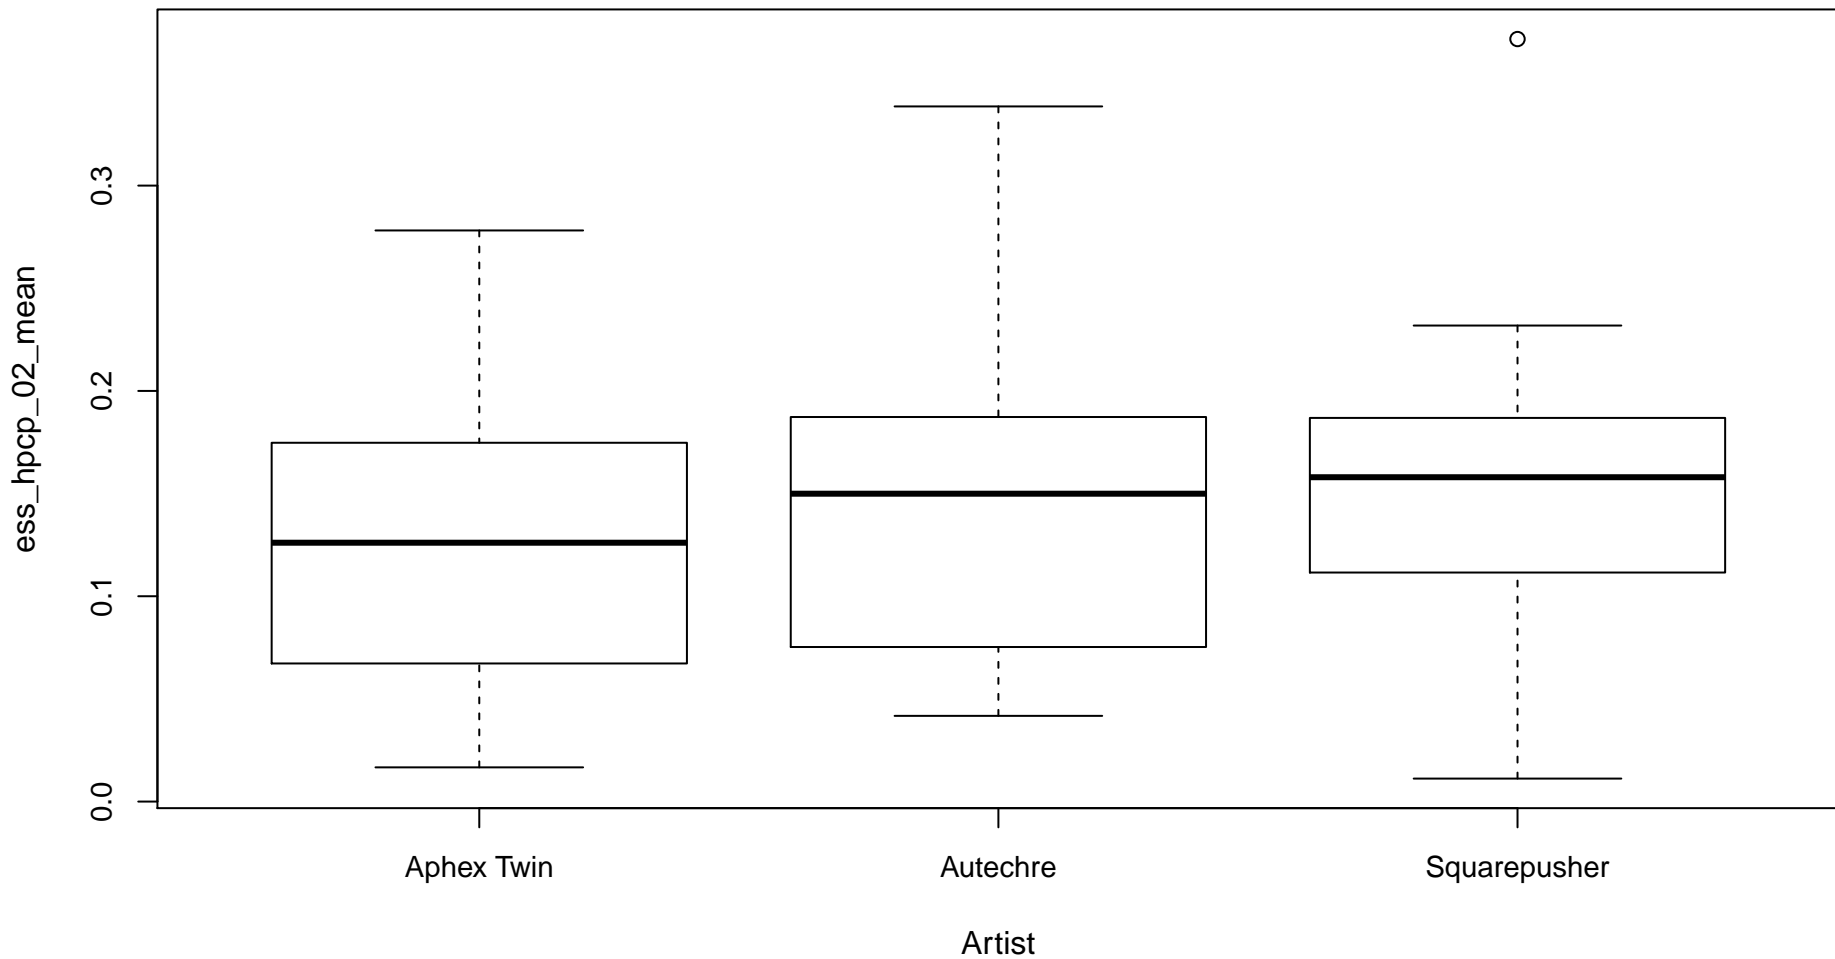 ess_hpcp_02_mean
0.3
0.2
0.1
0.0
Aphex Twin
Autechre
Squarepusher
Artist